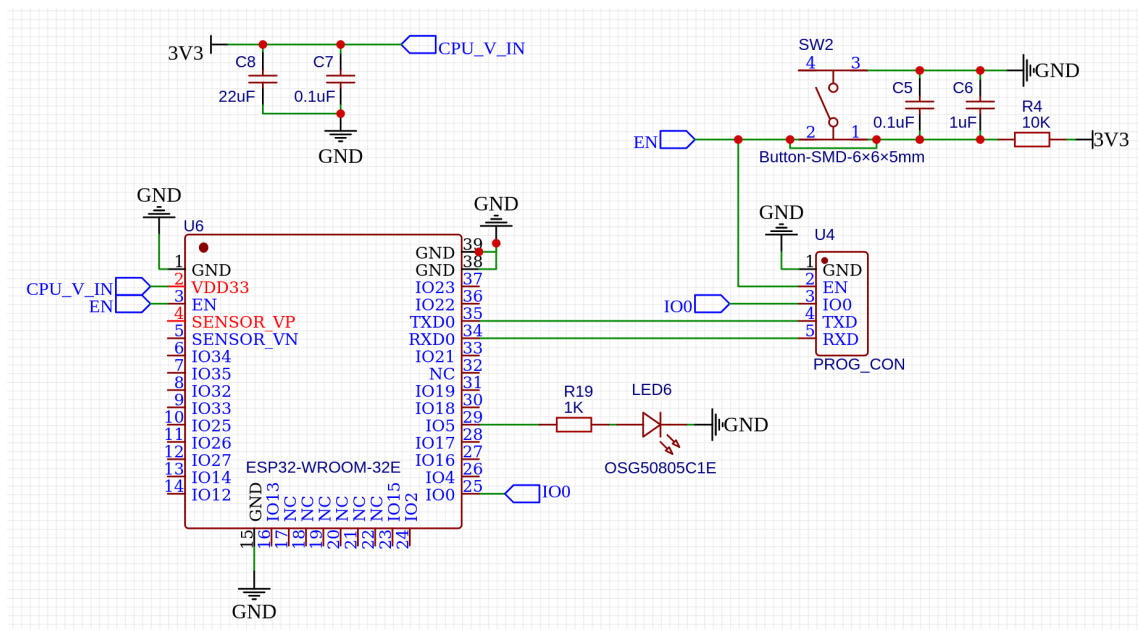 3V3
C8
22uF
C7
0.1uF
CPU_V_IN
GND
SW2
4
3
2
1
Button-SMD-6×6×5mm
EN
C5
0.1uF
C6
1uF
GND
R4
10K
3V3
GND
U6
GND
CPU_V_IN
EN
1 GND
2 VDD33
3 EN
4 SENSOR_VP
5 SENSOR_VN
6 IO34
7 IO35
8 IO32
9 IO33
10 IO25
11 IO26
12 IO27
13 IO14
14 IO12
ESP32-WROOM-32E
15 GND
16 IO13
17 NC
18 NC
19 NC
20 NC
21 NC
22 NC
23 IO15
24 IO2
GND
GND 39
GND 38
IO23 37
IO22 36
TXD0 35
RXD0 34
IO21 33
NC 32
IO19 31
IO18 30
IO5 29
IO17 28
IO16 27
IO4 26
IO0 25
IO0
R19
1K
LED6
OSG50805C1E
GND
GND
U4
IO0
1 GND
2 EN
3 IO0
4 TXD
5 RXD
PROG_CON